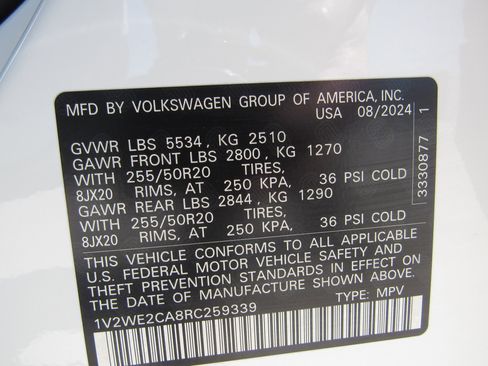 MFD BY VOLKSWAGEN GROUP OF AMERICA, INC.
USA 08/2024
GVWR LBS 5534, KG 2510
GAWR FRONT LBS 2800, KG 1270
WITH 255/50R20 TIRES,
8JX20 RIMS, AT 250 KPA, 36 PSI COLD
GAWR REAR LBS 2844, KG 1290
WITH 255/50R20 TIRES,
8JX20 RIMS, AT 250 KPA, 36 PSI COLD
THIS VEHICLE CONFORMS TO ALL APPLICABLE
U.S. FEDERAL MOTOR VEHICLE SAFETY AND
THEFT PREVENTION STANDARDS IN EFFECT ON
THE DATE OF MANUFACTURE SHOWN ABOVE.
1V2WE2CA8RC259339 TYPE: MPV
3330877 1